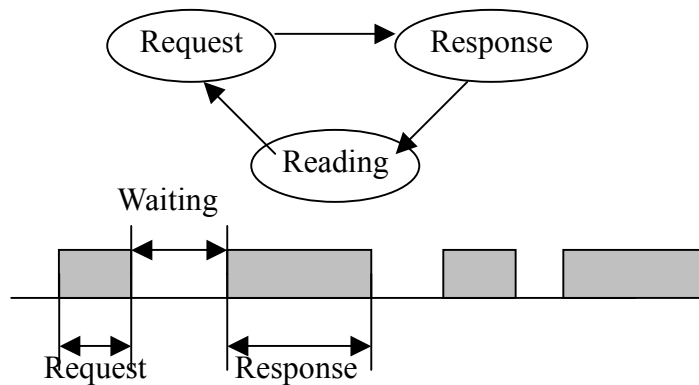 Request
Response
Reading
Waiting
Request
Response